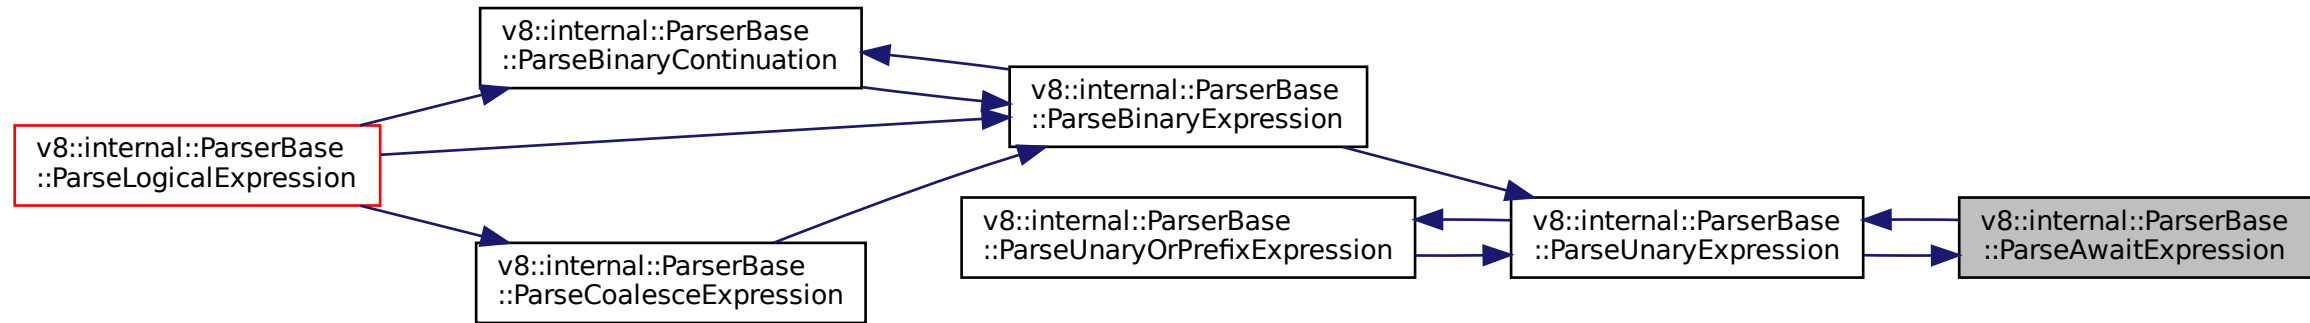 v8::internal::ParserBase
::ParseBinaryContinuation
v8::internal::ParserBase
::ParseBinaryExpression
v8::internal::ParserBase
::ParseLogicalExpression
v8::internal::ParserBase
::ParseUnaryOrPrefixExpression
v8::internal::ParserBase
::ParseUnaryExpression
v8::internal::ParserBase
::ParseAwaitExpression
v8::internal::ParserBase
::ParseCoalesceExpression